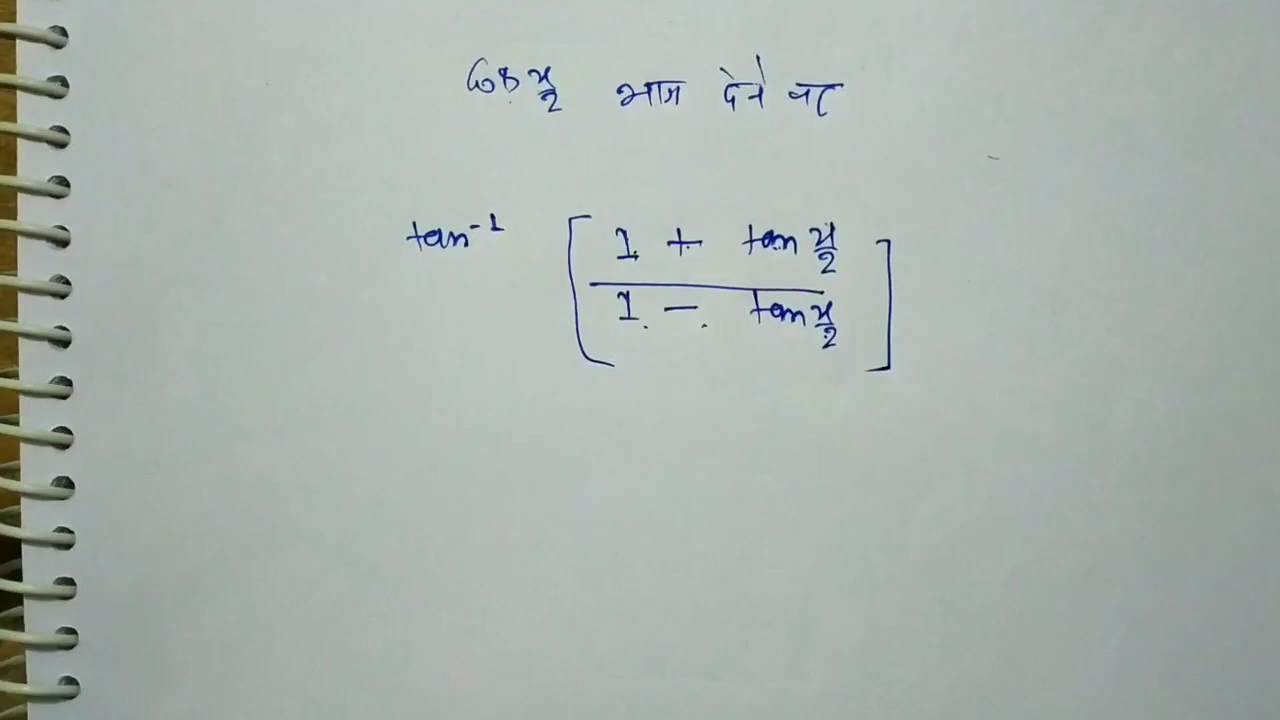 cos x/2 भाग देने पर
tan⁻¹ [ 1 + tan x/2
1 - tan x/2 ]